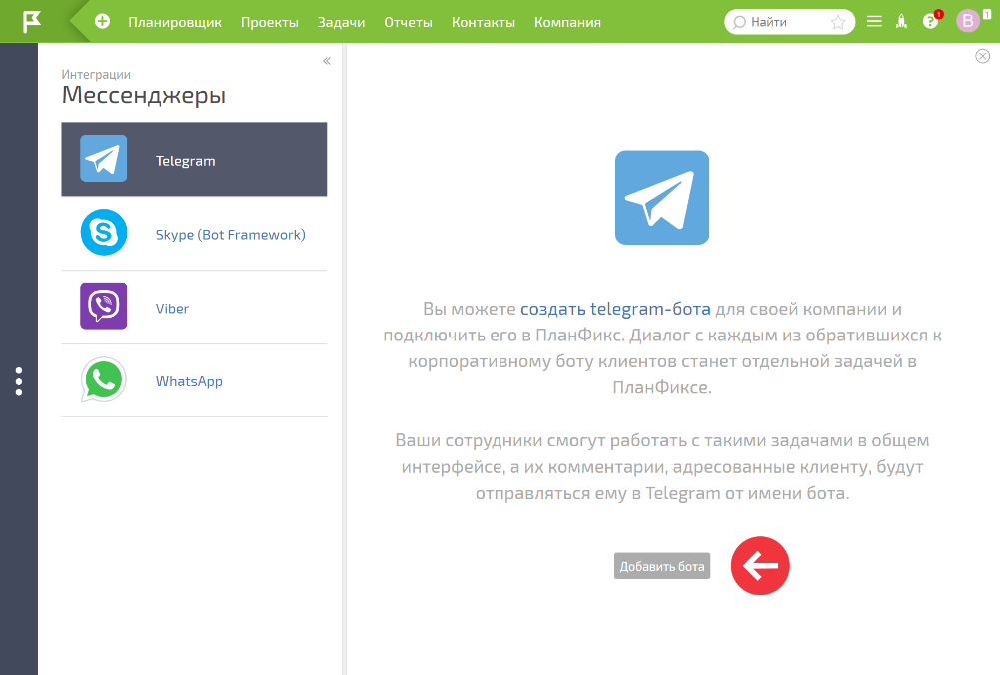 Планировщик Проекты Задачи Отчеты Контакты Компания Найти ? 1 B 1
«
Интеграции
Мессенджеры
Telegram
Skype (Bot Framework)
Viber
WhatsApp
Вы можете создать telegram-бота для своей компании и
подключить его в ПланФикс. Диалог с каждым из обратившихся к
корпоративному боту клиентов станет отдельной задачей в
ПланФиксе.
Ваши сотрудники смогут работать с такими задачами в общем
интерфейсе, а их комментарии, адресованные клиенту, будут
отправляться ему в Telegram от имени бота.
Добавить бота